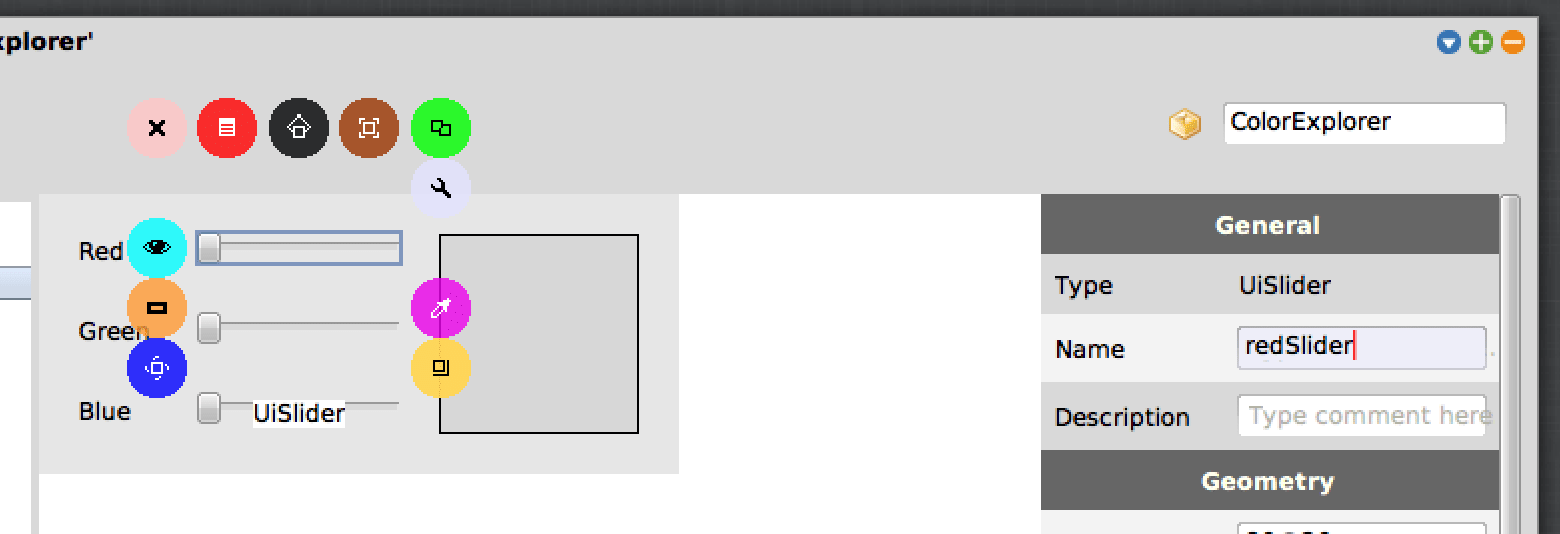 xplorer'
ColorExplorer
Red
Green
Blue
UiSlider
General
Type UiSlider
Name redSlider
Description Type comment here
Geometry